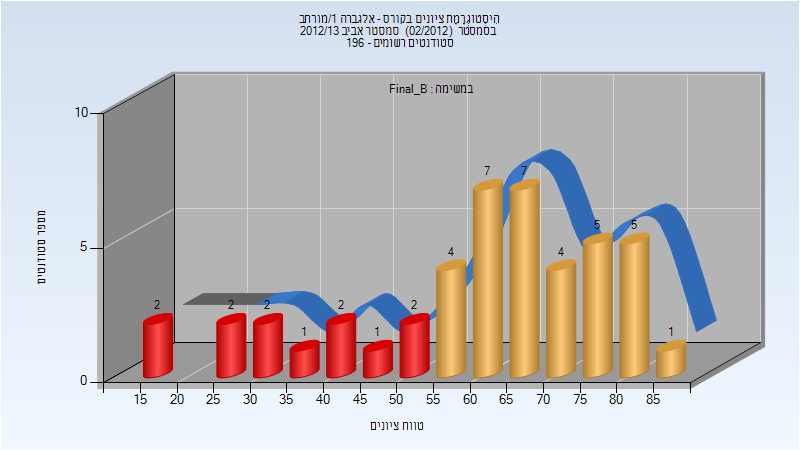 היסטוגרמת ציונים בקורס - אלגברה 1/מורחב
בסמסטר (02/2012) סמסטר אביב 2012/13
סטודנטים רשומים - 196
במשימה : Final_B
מספר סטודנטים
10
5
0
2
2
2
1
2
1
2
4
7
7
4
5
5
1
15 20 25 30 35 40 45 50 55 60 65 70 75 80 85
טווח ציונים